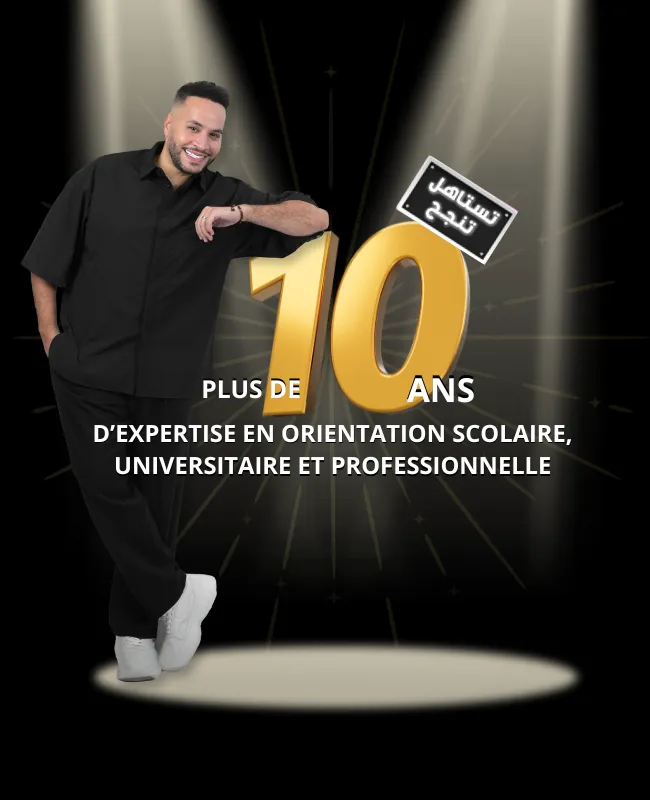 تستاهل
تنجح
10
PLUS DE ANS
D’EXPERTISE EN ORIENTATION SCOLAIRE,
UNIVERSITAIRE ET PROFESSIONNELLE